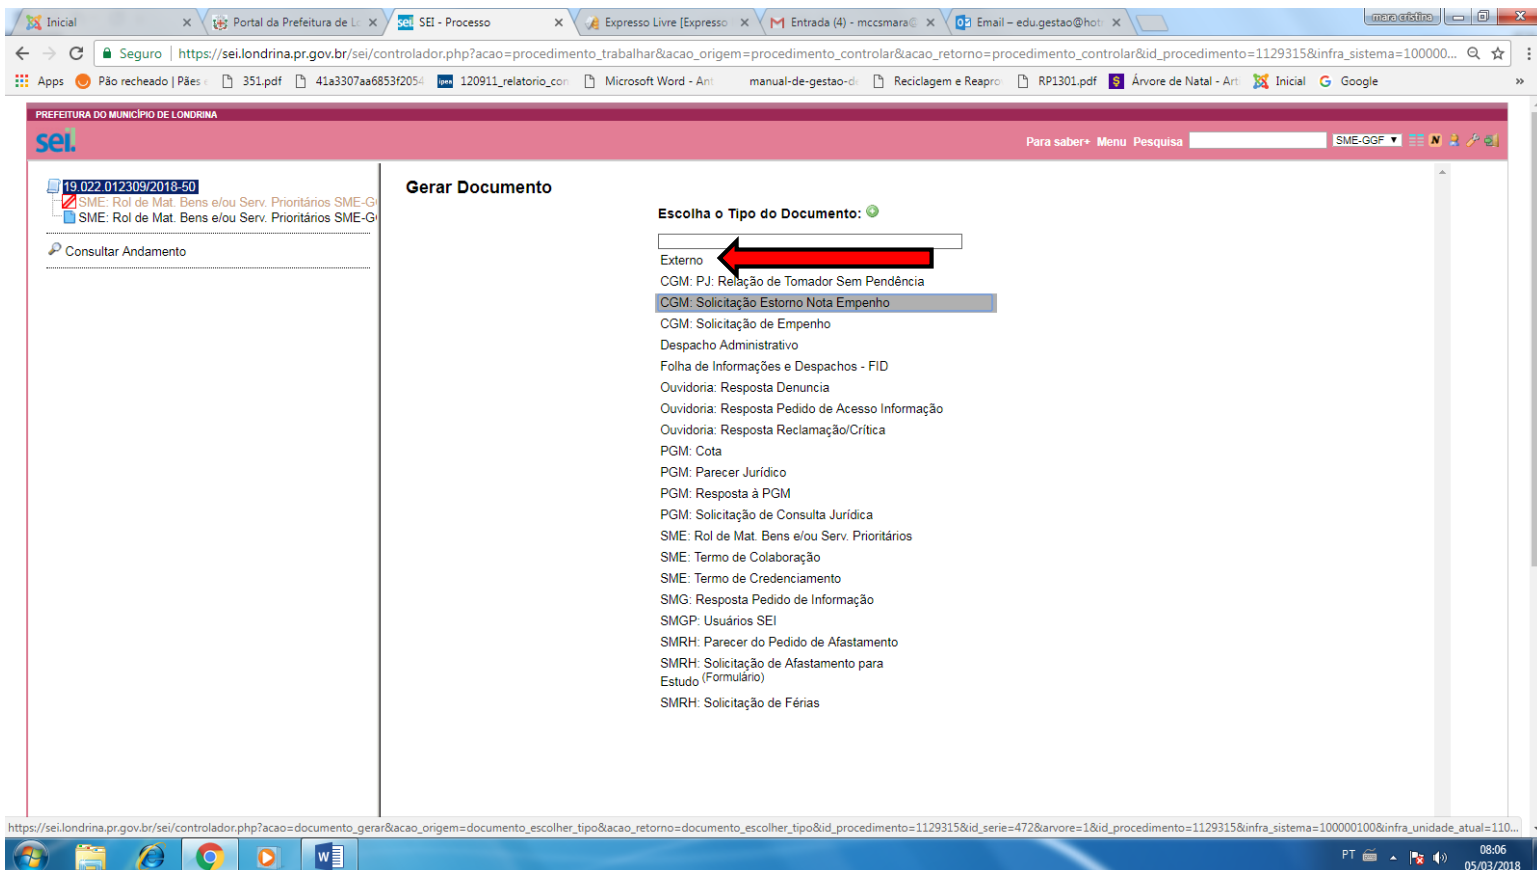 mara cristina
Inicial
Portal da Prefeitura de Lo
SEI - Processo
Expresso Livre [Expresso
Entrada (4) - mccsmara@
Email – edu.gestao@hot
Seguro | https://sei.londrina.pr.gov.br/sei/controlador.php?acao=procedimento_trabalhar&acao_origem=procedimento_controlar&acao_retorno=procedimento_controlar&id_procedimento=1129315&infra_sistema=100000...
Apps
Pão recheado | Pães e
351.pdf
41a3307aa6853f2054
120911_relatorio_con
Microsoft Word - Ant
manual-de-gestao-de
Reciclagem e Reapro
RP1301.pdf
Árvore de Natal - Art
Inicial
Google
»
PREFEITURA DO MUNICÍPIO DE LONDRINA
sei.
Para saber+ Menu Pesquisa
SME-GGF
19.022.012309/2018-50
SME: Rol de Mat. Bens e/ou Serv. Prioritários SME-G
SME: Rol de Mat. Bens e/ou Serv. Prioritários SME-G
Consultar Andamento
Gerar Documento
Escolha o Tipo do Documento:
Externo
CGM: PJ: Relação de Tomador Sem Pendência
CGM: Solicitação Estorno Nota Empenho
CGM: Solicitação de Empenho
Despacho Administrativo
Folha de Informações e Despachos - FID
Ouvidoria: Resposta Denuncia
Ouvidoria: Resposta Pedido de Acesso Informação
Ouvidoria: Resposta Reclamação/Crítica
PGM: Cota
PGM: Parecer Jurídico
PGM: Resposta à PGM
PGM: Solicitação de Consulta Jurídica
SME: Rol de Mat. Bens e/ou Serv. Prioritários
SME: Termo de Colaboração
SME: Termo de Credenciamento
SMG: Resposta Pedido de Informação
SMGP: Usuários SEI
SMRH: Parecer do Pedido de Afastamento
SMRH: Solicitação de Afastamento para
Estudo (Formulário)
SMRH: Solicitação de Férias
https://sei.londrina.pr.gov.br/sei/controlador.php?acao=documento_gerar&acao_origem=documento_escolher_tipo&acao_retorno=documento_escolher_tipo&id_procedimento=1129315&id_serie=472&arvore=1&id_procedimento=1129315&infra_sistema=100000100&infra_unidade_atual=110...
PT
08:06
05/03/2018